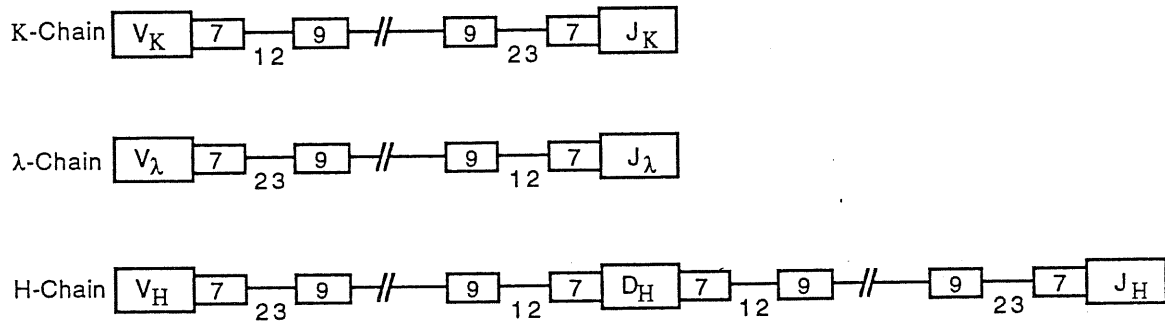 K-Chain V_K 7 12 9 9 23 7 J_K
λ-Chain V_λ 7 23 9 9 12 7 J_λ
H-Chain V_H 7 23 9 9 12 7 D_H 7 12 9 9 23 7 J_H